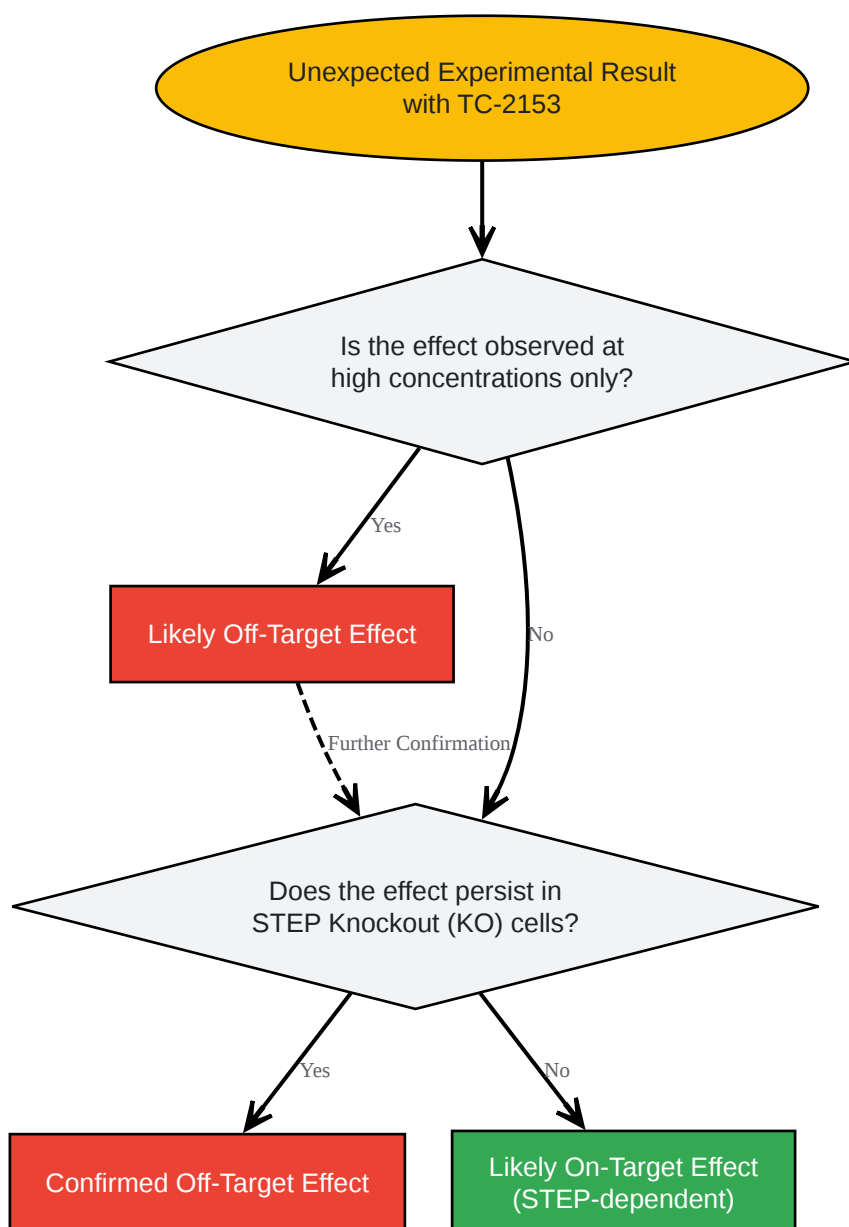 Unexpected Experimental Result
with TC-2153
Is the effect observed at
high concentrations only?
Yes
Likely Off-Target Effect
No
Further Confirmation
Does the effect persist in
STEP Knockout (KO) cells?
Yes
No
Confirmed Off-Target Effect
Likely On-Target Effect
(STEP-dependent)